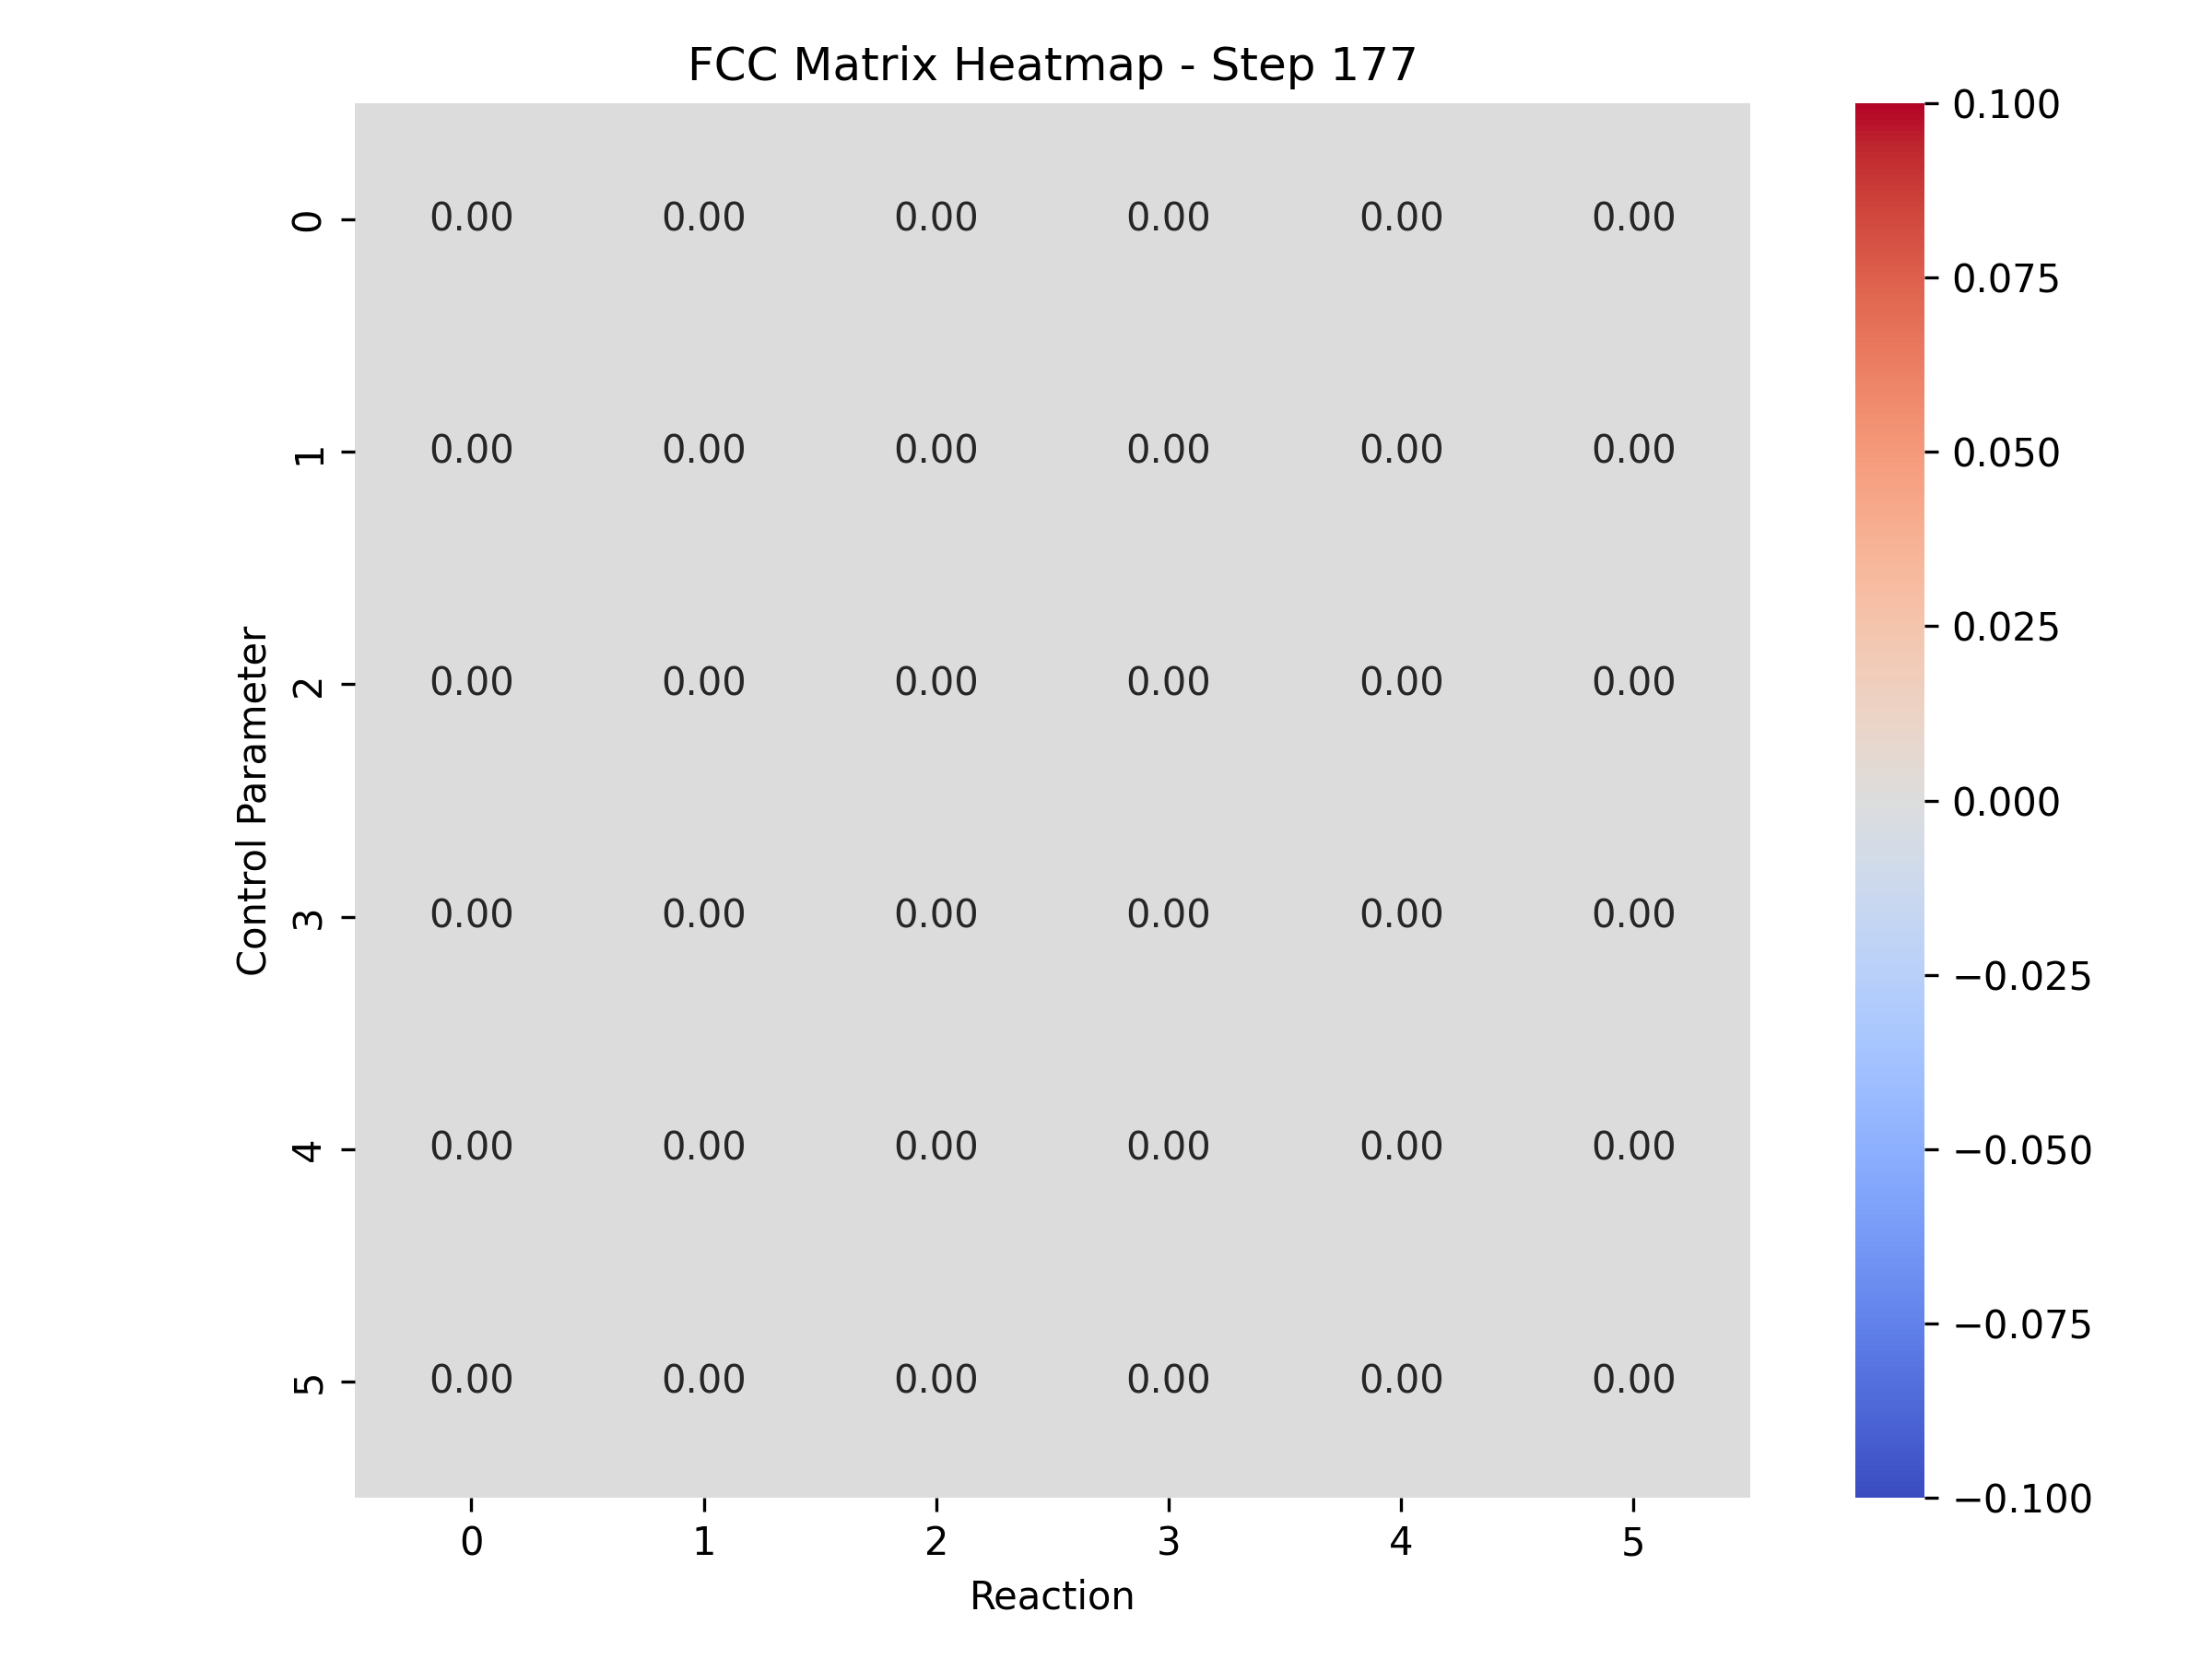 FCC Matrix Heatmap - Step 177
Control Parameter
0 0.00 0.00 0.00 0.00 0.00 0.00
1 0.00 0.00 0.00 0.00 0.00 0.00
2 0.00 0.00 0.00 0.00 0.00 0.00
3 0.00 0.00 0.00 0.00 0.00 0.00
4 0.00 0.00 0.00 0.00 0.00 0.00
5 0.00 0.00 0.00 0.00 0.00 0.00
0 1 2 3 4 5
Reaction
0.100
0.075
0.050
0.025
0.000
−0.025
−0.050
−0.075
−0.100